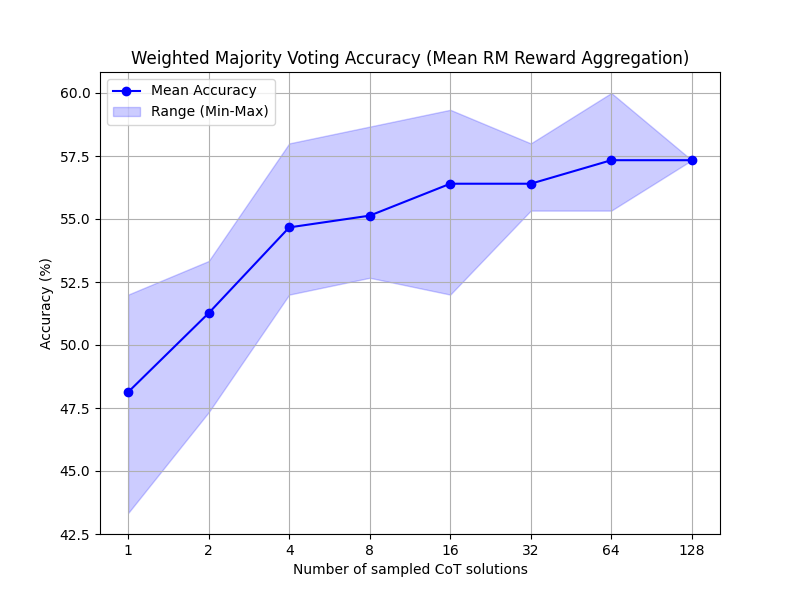 Weighted Majority Voting Accuracy (Mean RM Reward Aggregation)
Mean Accuracy
Range (Min-Max)
Accuracy (%)
60.0
57.5
55.0
52.5
50.0
47.5
45.0
42.5
1 2 4 8 16 32 64 128
Number of sampled CoT solutions